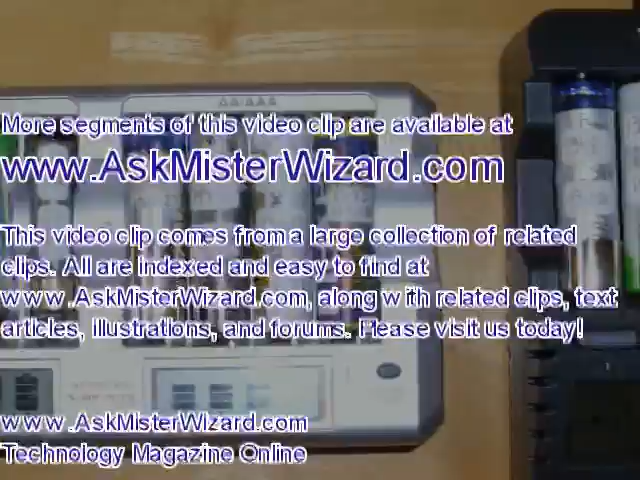 AA/AAA
More segments of this video clip are available at
www.AskMisterWizard.com
This video clip comes from a large collection of related
clips. All are indexed and easy to find at
www.AskMisterWizard.com, along with related clips, text
articles, illustrations, and forums. Please visit us today!
www.AskMisterWizard.com
Technology Magazine Online